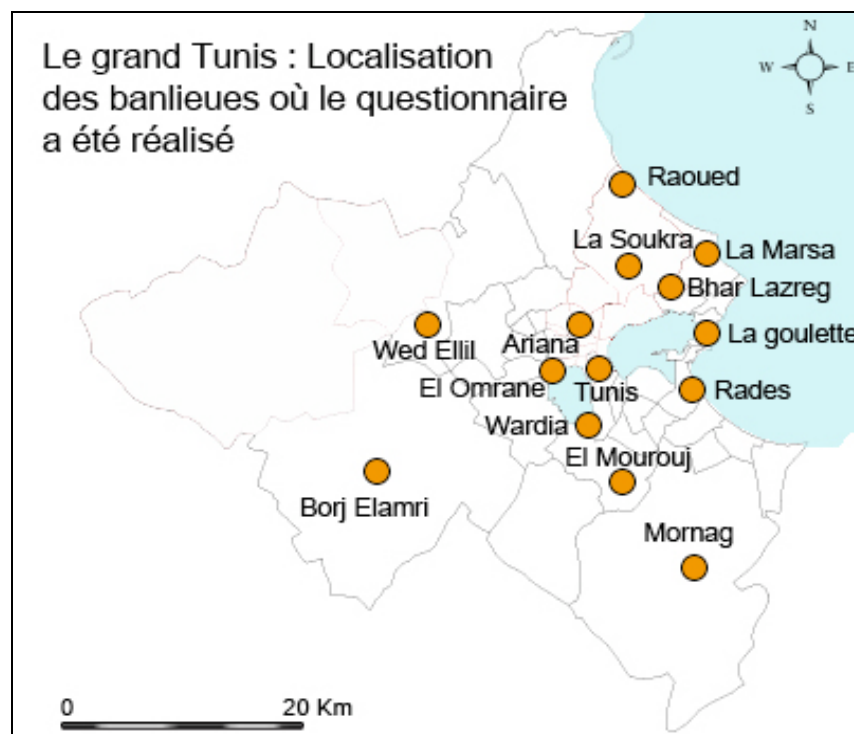 Le grand Tunis : Localisation
des banlieues où le questionnaire
a été réalisé
N
W
E
S
Raoued
La Soukra
La Marsa
Bhar Lazreg
La goulette
Wed Ellil
Ariana
El Omrane
Tunis
Rades
Wardia
El Mourouj
Borj Elamri
Mornag
0
20 Km